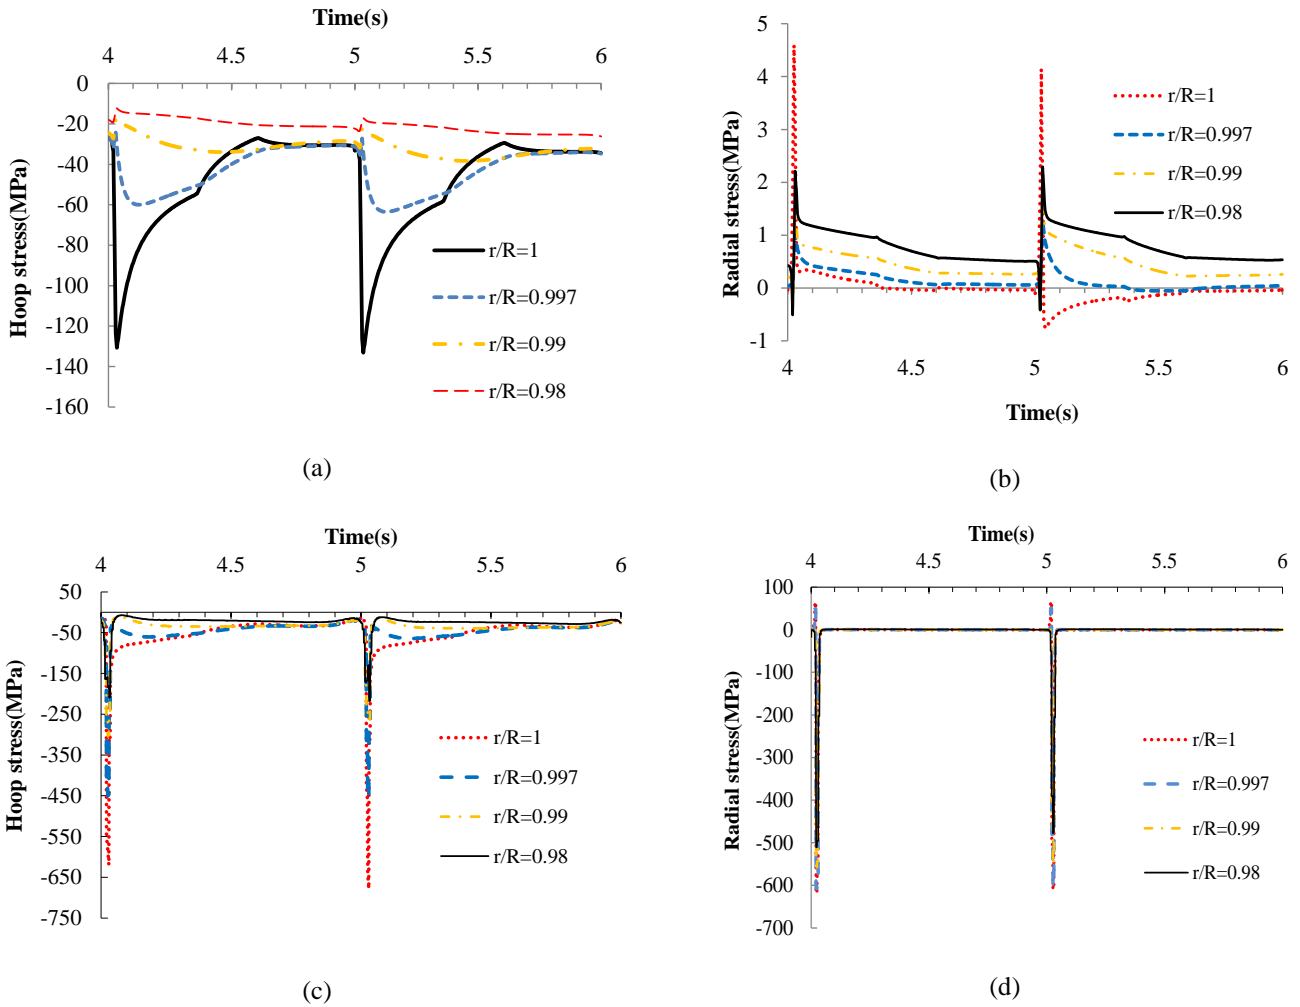 Time(s)
4 4.5 5 5.5 6
0
-20
-40
-60
-80
-100
-120
-140
-160
Hoop stress(MPa)
r/R=1
r/R=0.997
r/R=0.99
r/R=0.98
(a)
5
4
3
2
1
0
-1
Radial stress(MPa)
r/R=1
r/R=0.997
r/R=0.99
r/R=0.98
4 4.5 5 5.5 6
Time(s)
(b)
Time(s)
4 4.5 5 5.5 6
50
-50
-150
-250
-350
-450
-550
-650
-750
Hoop stress(MPa)
r/R=1
r/R=0.997
r/R=0.99
r/R=0.98
(c)
Time(s)
4 4.5 5 5.5 6
100
0
-100
-200
-300
-400
-500
-600
-700
Radial stress(MPa)
r/R=1
r/R=0.997
r/R=0.99
r/R=0.98
(d)